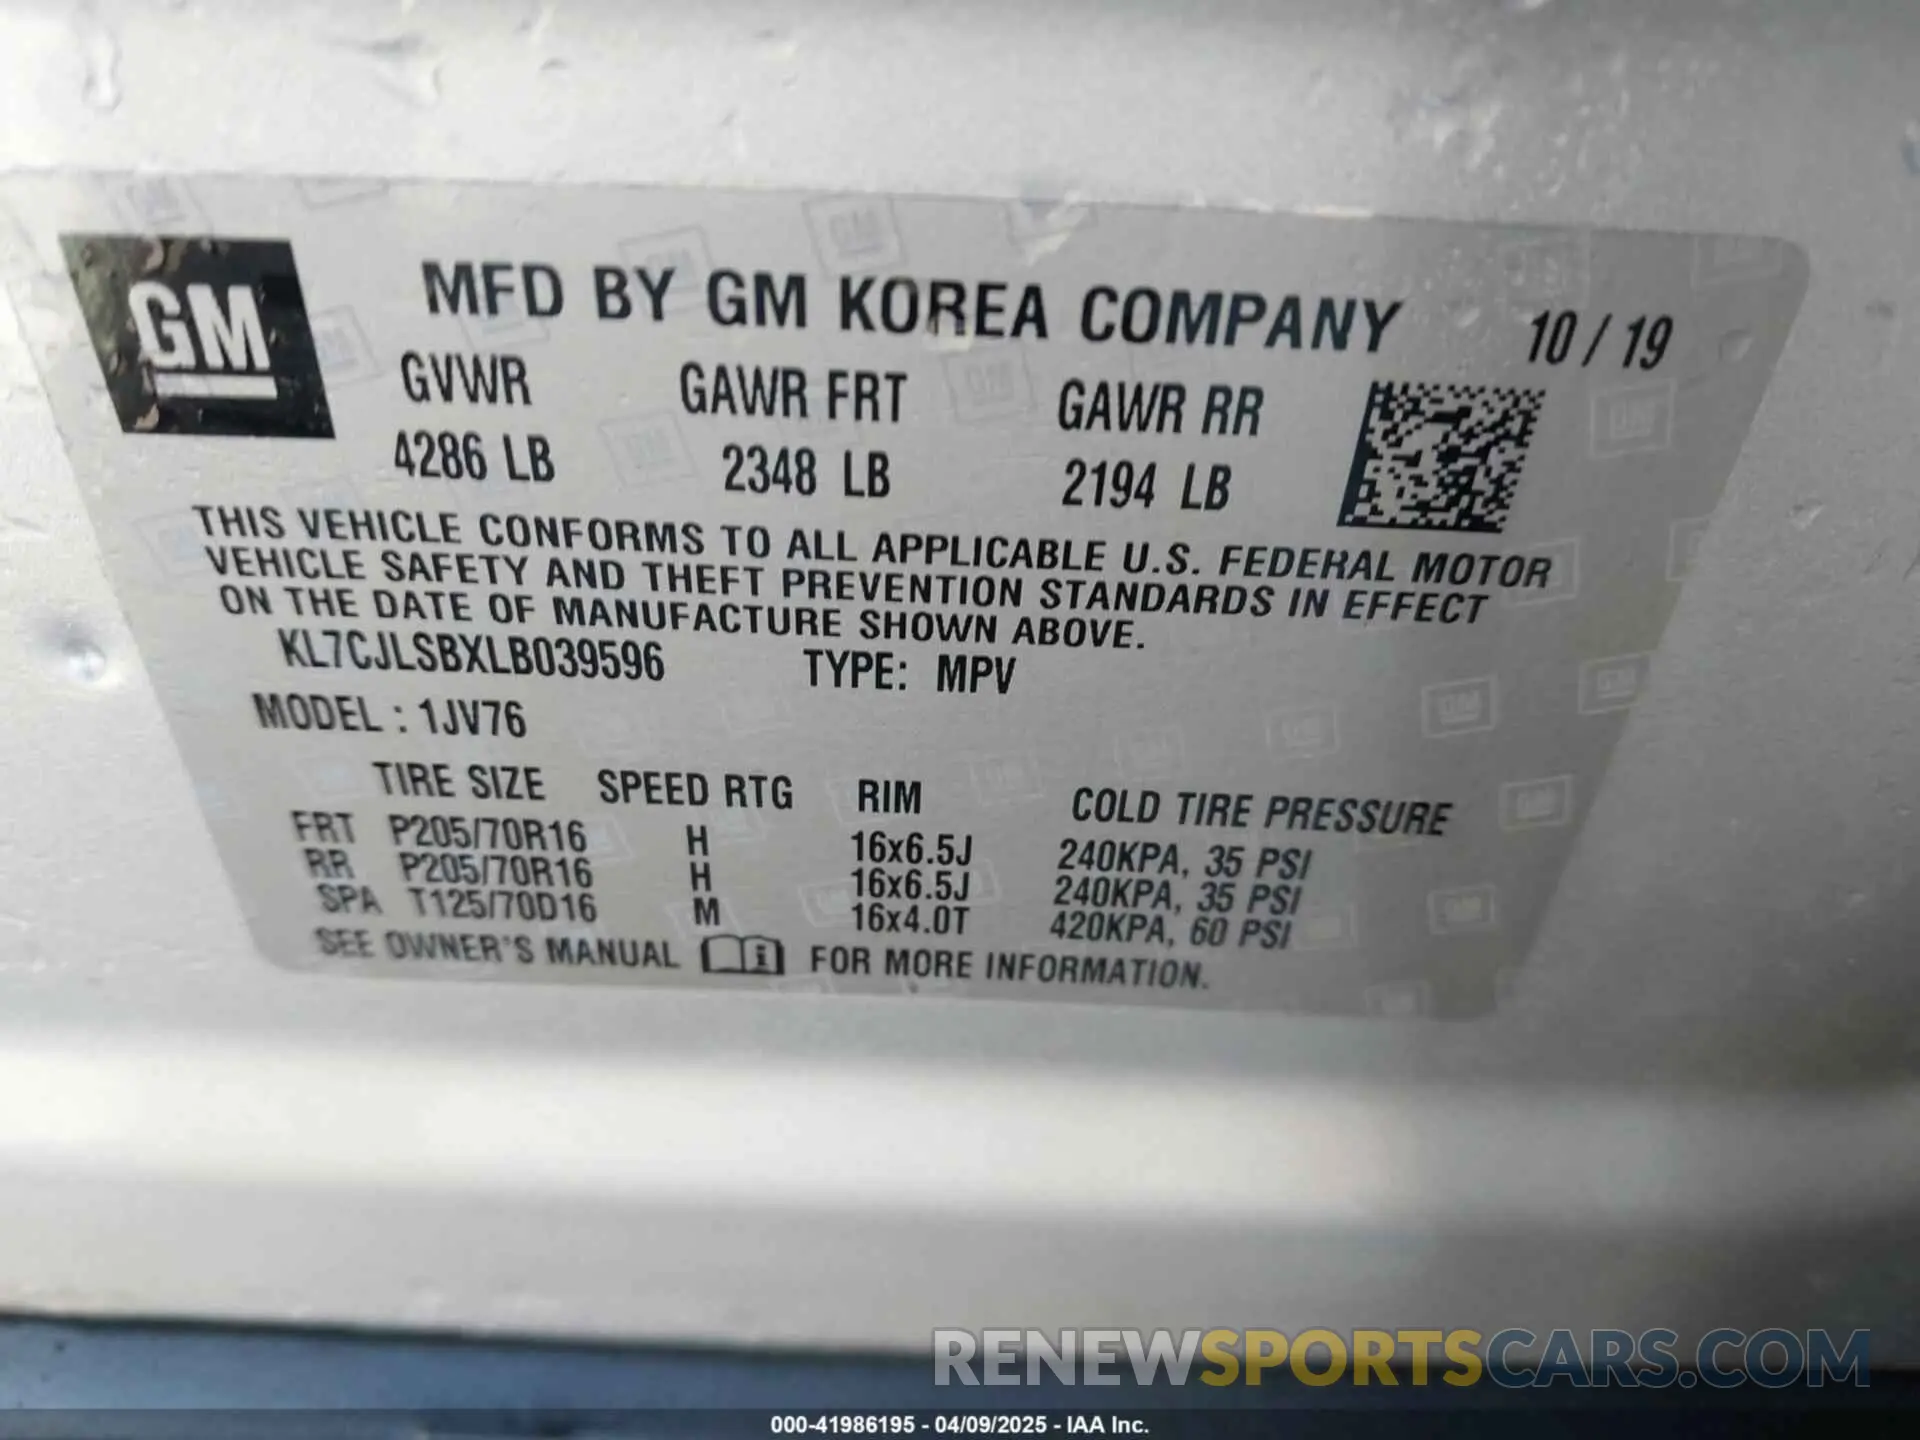 GM
MFD BY GM KOREA COMPANY 10 / 19
GVWR GAWR FRT GAWR RR
4286 LB 2348 LB 2194 LB
THIS VEHICLE CONFORMS TO ALL APPLICABLE U.S. FEDERAL MOTOR
VEHICLE SAFETY AND THEFT PREVENTION STANDARDS IN EFFECT
ON THE DATE OF MANUFACTURE SHOWN ABOVE.
KL7CJLSBXLB039596 TYPE: MPV
MODEL : 1JV76
TIRE SIZE SPEED RTG RIM COLD TIRE PRESSURE
FRT P205/70R16 H 16x6.5J 240KPA, 35 PSI
RR P205/70R16 H 16x6.5J 240KPA, 35 PSI
SPA T125/70D16 M 16x4.0T 420KPA, 60 PSI
SEE OWNER'S MANUAL FOR MORE INFORMATION.
RENEWSPORTSCARS.COM
000-41986195 - 04/09/2025 - IAA Inc.